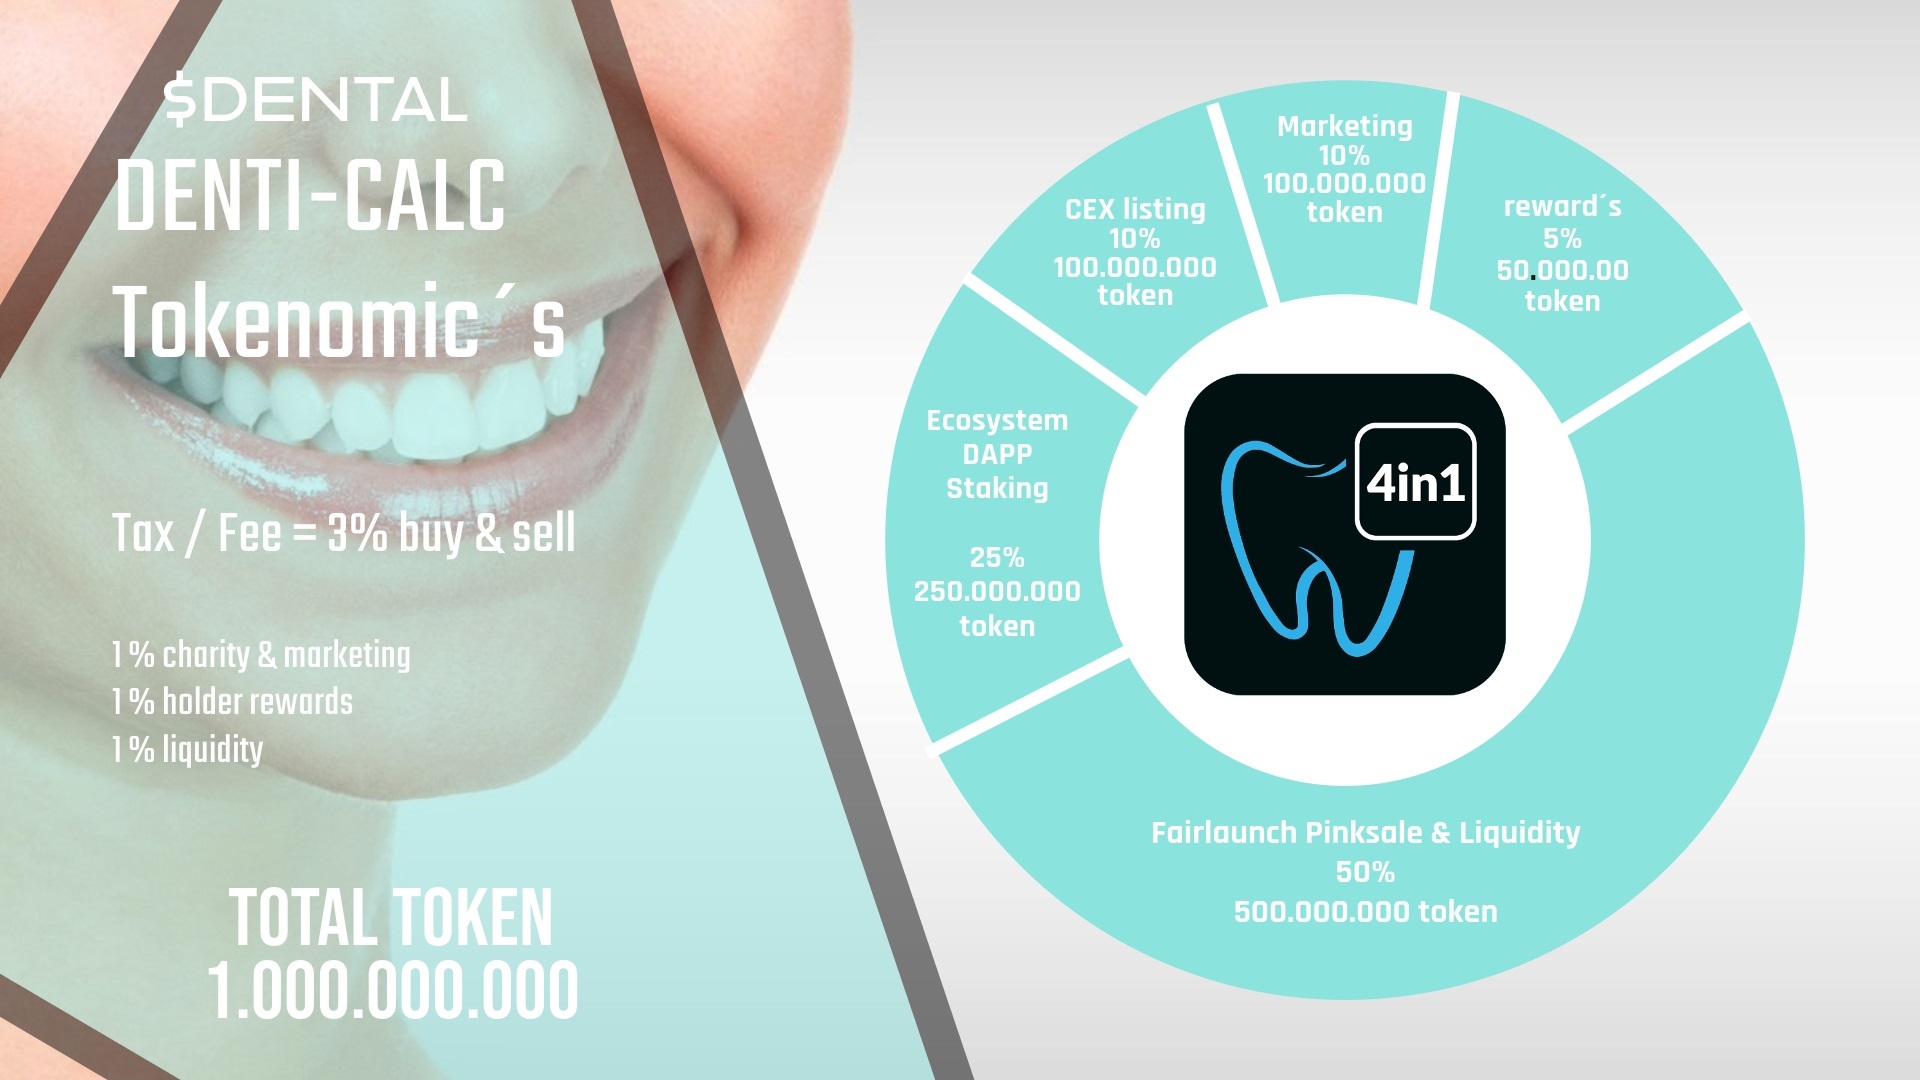 $DENTAL
DENTI-CALC
Tokenomic´s
Tax / Fee = 3% buy & sell
1 % charity & marketing
1 % holder rewards
1 % liquidity
TOTAL TOKEN
1.000.000.000
Marketing
10%
100.000.000
token
CEX listing
10%
100.000.000
token
reward´s
5%
50.000.00
token
Ecosystem
DAPP
Staking
25%
250.000.000
token
4in1
Fairlaunch Pinksale & Liquidity
50%
500.000.000 token